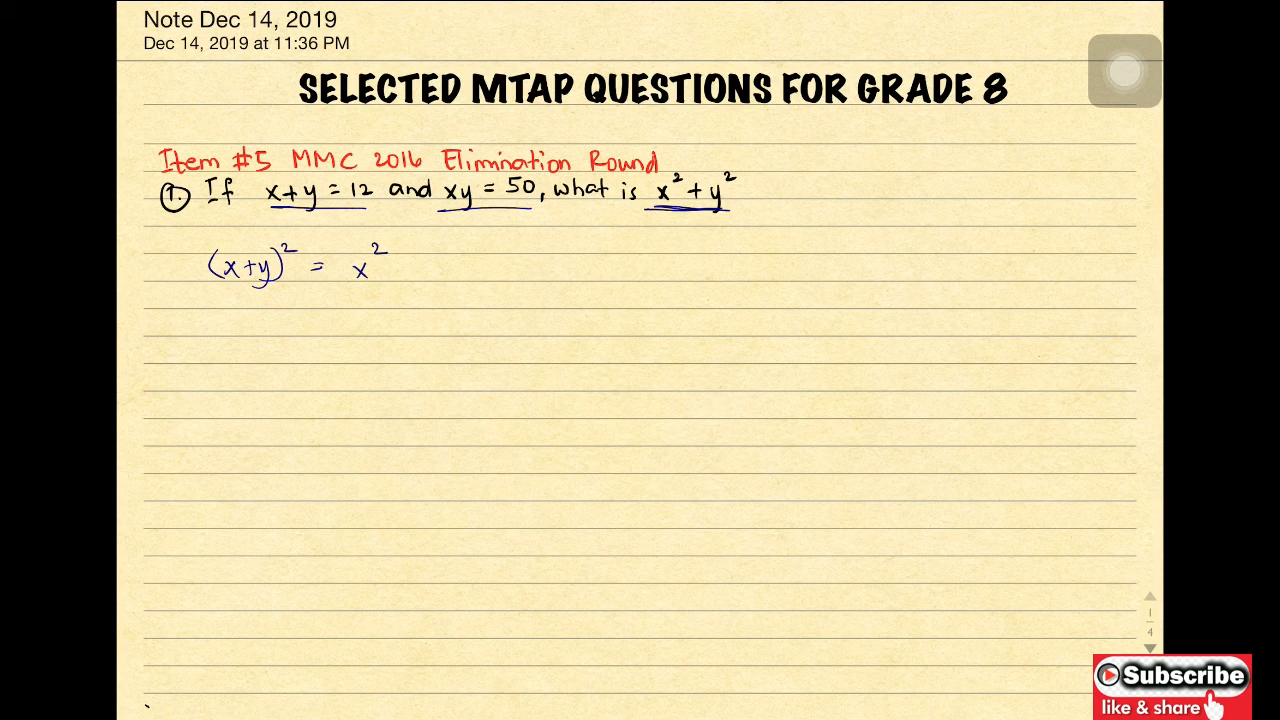 Note Dec 14, 2019
Dec 14, 2019 at 11:36 PM
SELECTED MTAP QUESTIONS FOR GRADE 8
Item #5 MMC 2016 Elimination Round
1. If x+y = 12 and xy = 50, what is x² + y²
(x+y)² = x²
1
4
Subscribe
like & share